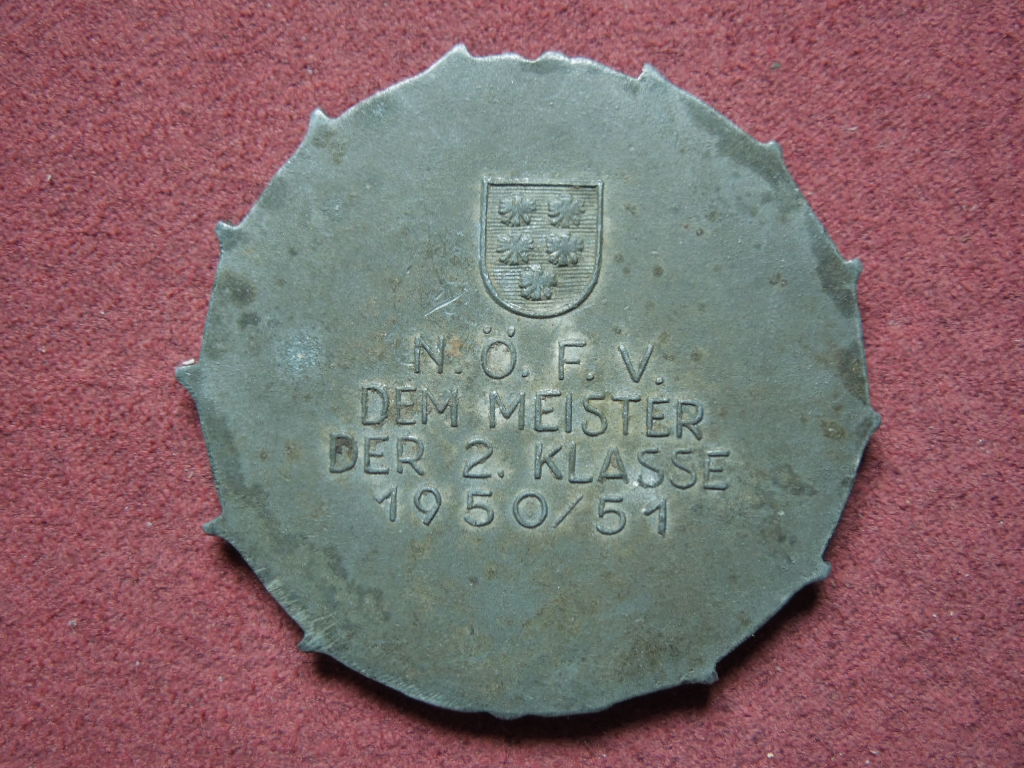 N. Ö. F. V.
DEM MEISTER
DER 2. KLASSE
1950/51